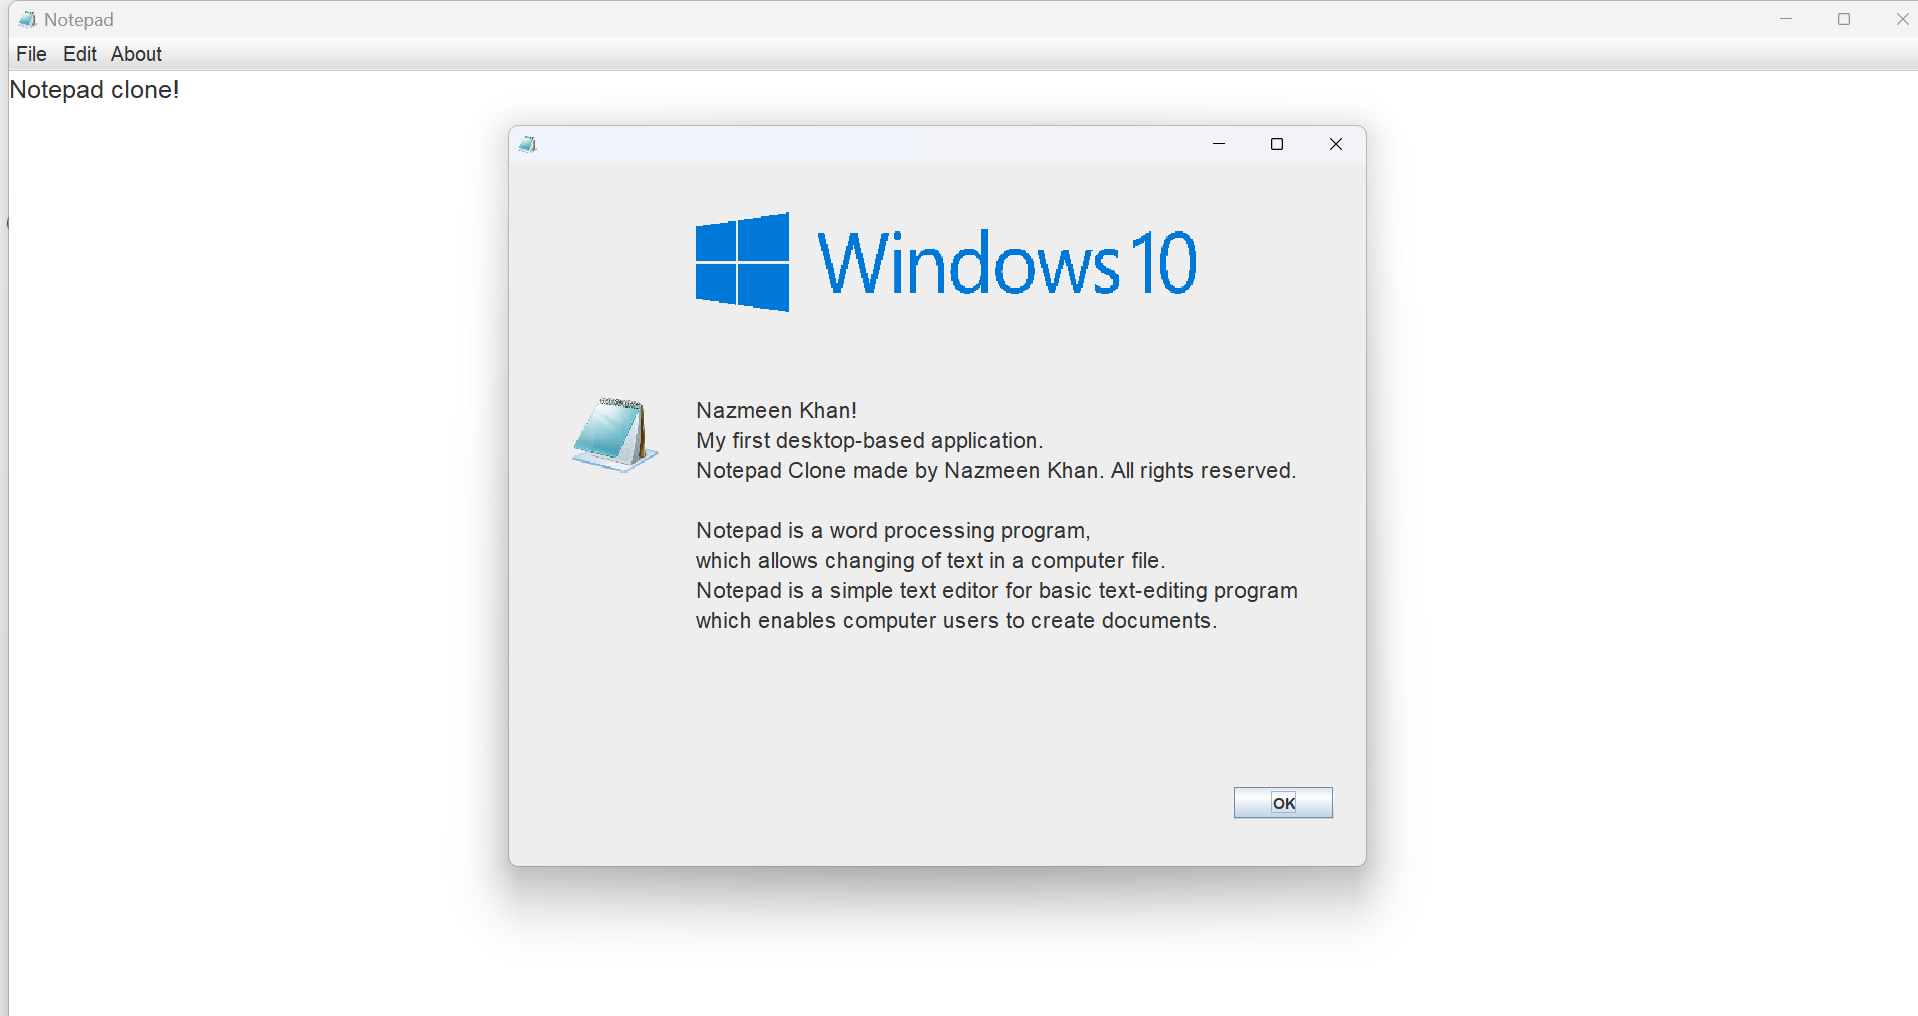 Notepad
File Edit About
Notepad clone!
Windows 10
Nazmeen Khan!
My first desktop-based application.
Notepad Clone made by Nazmeen Khan. All rights reserved.
Notepad is a word processing program,
which allows changing of text in a computer file.
Notepad is a simple text editor for basic text-editing program
which enables computer users to create documents.
OK